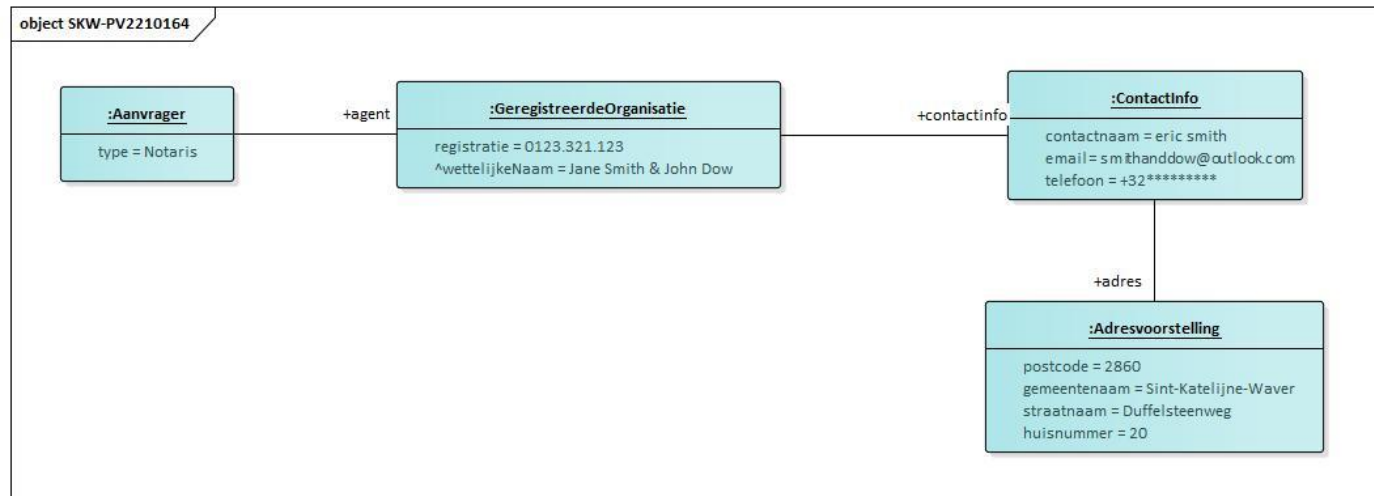 object SKW-PV2210164
:Aanvrager
type = Notaris
+agent
:GeregistreerdeOrganisatie
registratie = 0123.321.123
^wettelijkeNaam = Jane Smith & John Dow
+contactinfo
:ContactInfo
contactnaam = eric smith
email = smithanddow@outlook.com
telefoon = +32*********
+adres
:Adresvoorstelling
postcode = 2860
gemeentenaam = Sint-Katelijne-Waver
straatnaam = Duffelsteenweg
huisnummer = 20